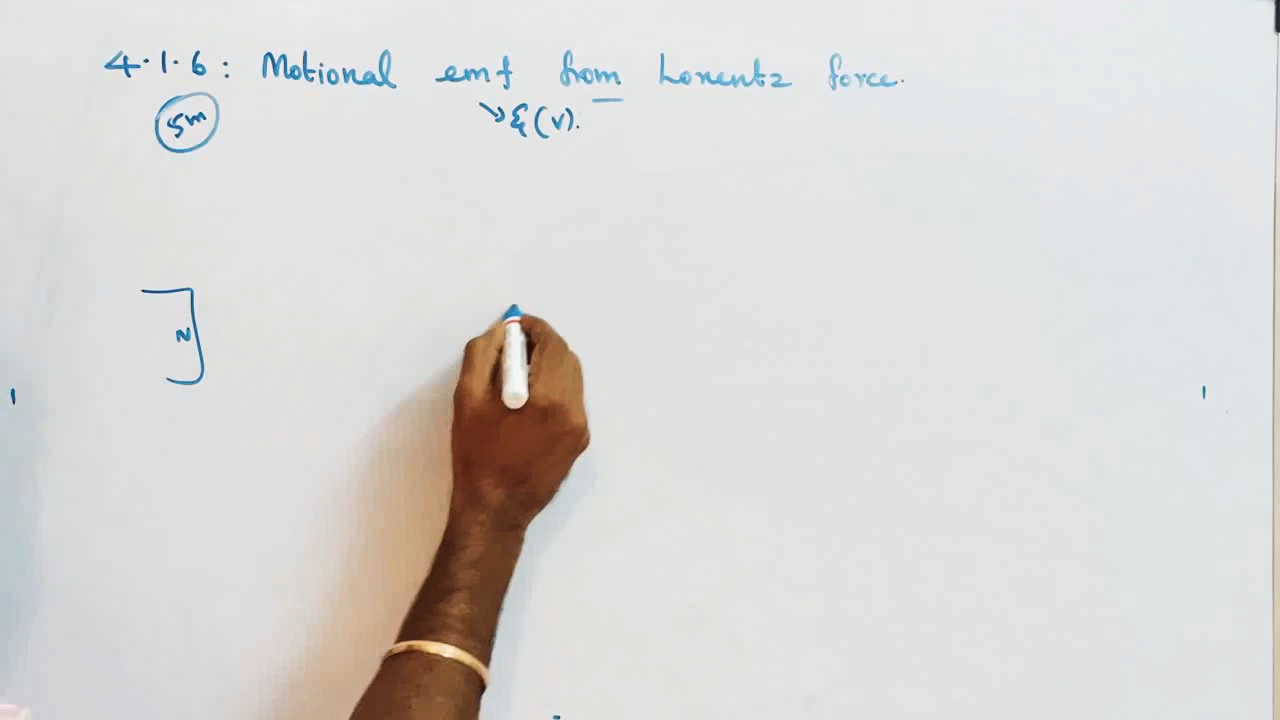 4.1.6: Motional emf from Lorentz force.
5m
→ ξ(v).
N